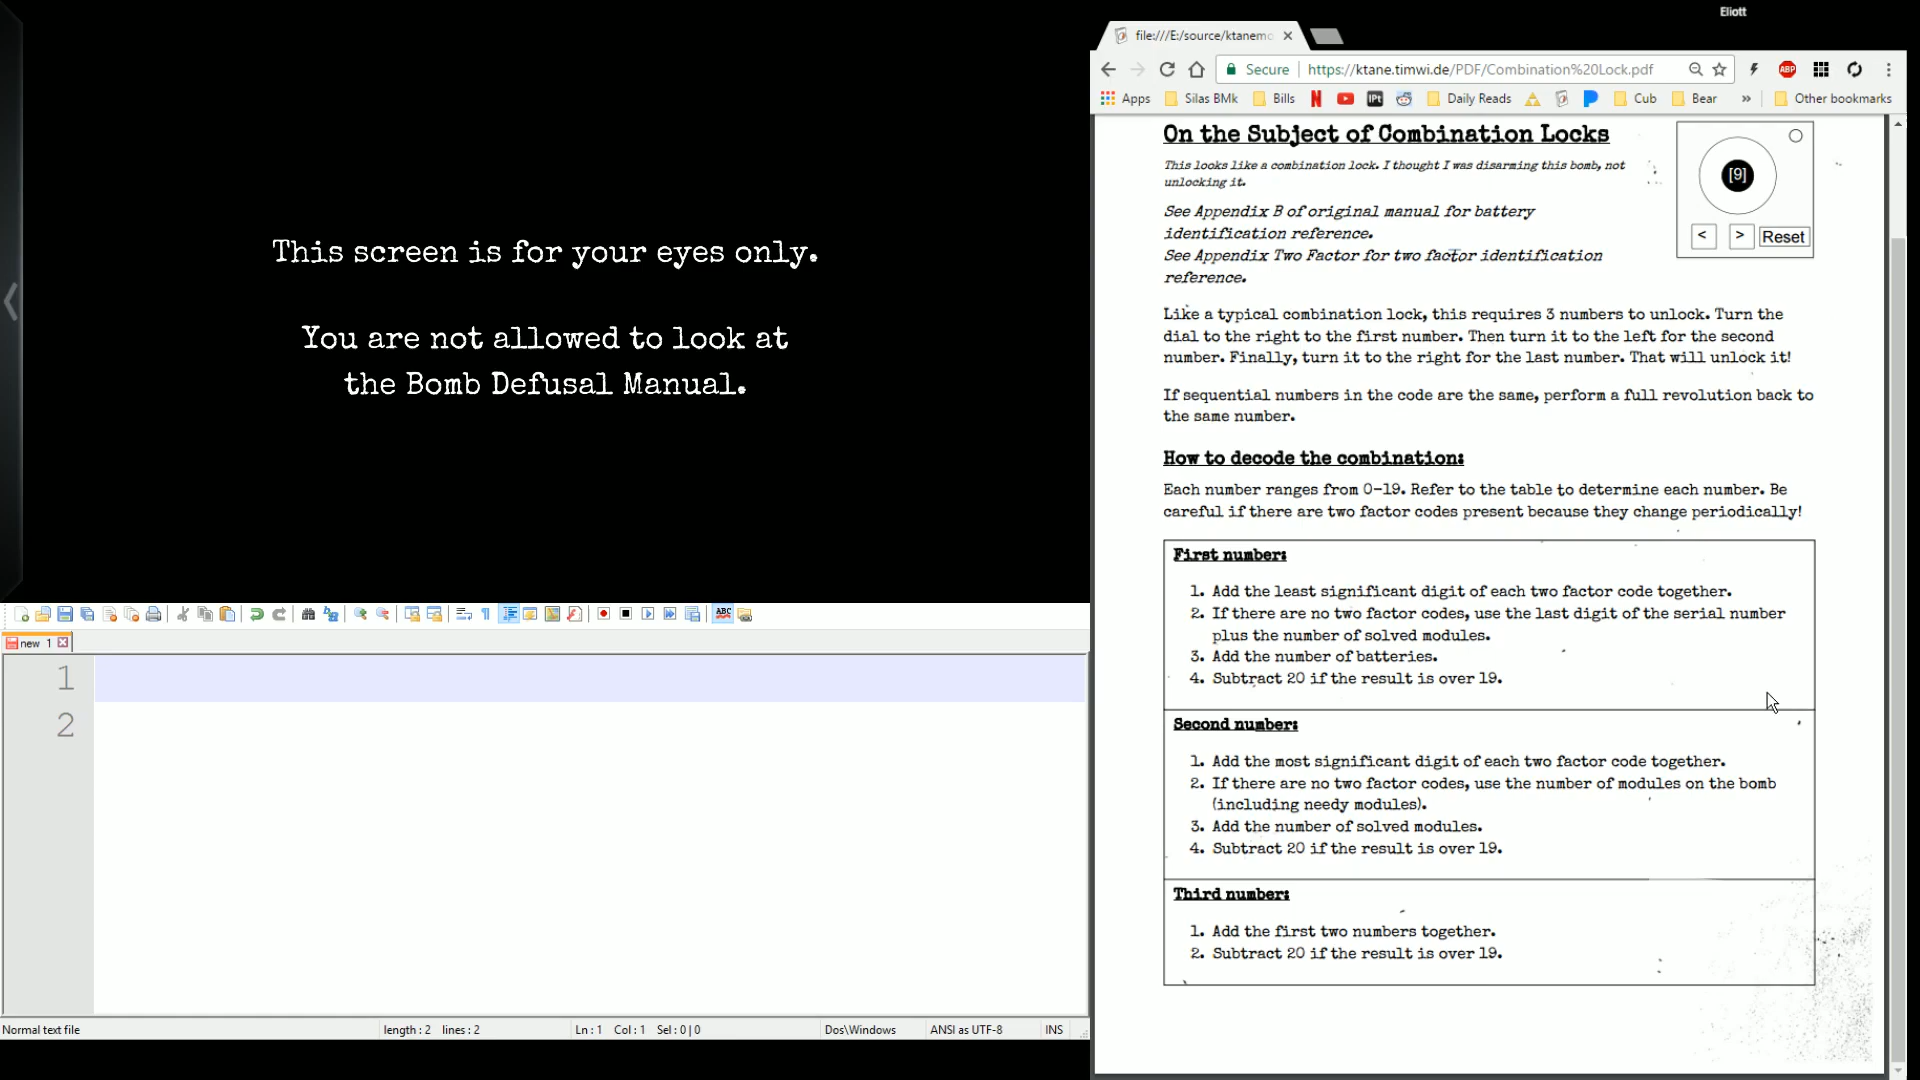 Eliott
This screen is for your eyes only.
You are not allowed to look at
the Bomb Defusal Manual.
new 1
1
2
Normal text file
length : 2 lines : 2
Ln : 1 Col : 1 Sel : 0 | 0
Dos\Windows
ANSI as UTF-8
INS
file:///E:/source/ktanemo
Secure
https://ktane.timwi.de/PDF/Combination%20Lock.pdf
ABP
Apps
Silas BMk
Bills
IPt
Daily Reads
Cub
Bear
»
Other bookmarks
On the Subject of Combination Locks
This looks like a combination lock. I thought I was disarming this bomb, not
unlocking it.
See Appendix B of original manual for battery
identification reference.
See Appendix Two Factor for two factor identification
reference.
[9]
< > Reset
Like a typical combination lock, this requires 3 numbers to unlock. Turn the
dial to the right to the first number. Then turn it to the left for the second
number. Finally, turn it to the right for the last number. That will unlock it!
If sequential numbers in the code are the same, perform a full revolution back to
the same number.
How to decode the combination:
Each number ranges from 0-19. Refer to the table to determine each number. Be
careful if there are two factor codes present because they change periodically!
First number:
1. Add the least significant digit of each two factor code together.
2. If there are no two factor codes, use the last digit of the serial number
plus the number of solved modules.
3. Add the number of batteries.
4. Subtract 20 if the result is over 19.
Second number:
1. Add the most significant digit of each two factor code together.
2. If there are no two factor codes, use the number of modules on the bomb
(including needy modules).
3. Add the number of solved modules.
4. Subtract 20 if the result is over 19.
Third number:
1. Add the first two numbers together.
2. Subtract 20 if the result is over 19.